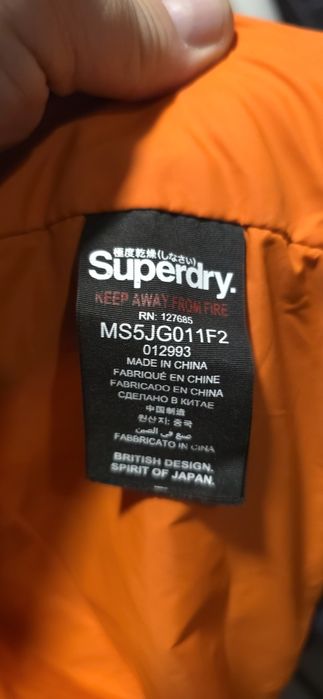 極度乾燥(しなさい)
Superdry.
KEEP AWAY FROM FIRE
RN: 127685
MS5JG011F2
012993
MADE IN CHINA
FABRIQUÉ EN CHINE
FABRICADO EN CHINA
СДЕЛАНО В КИТАЕ
中国制造
원산지: 중국
صنع في الصين
FABBRICATO IN CINA
BRITISH DESIGN.
SPIRIT OF JAPAN.